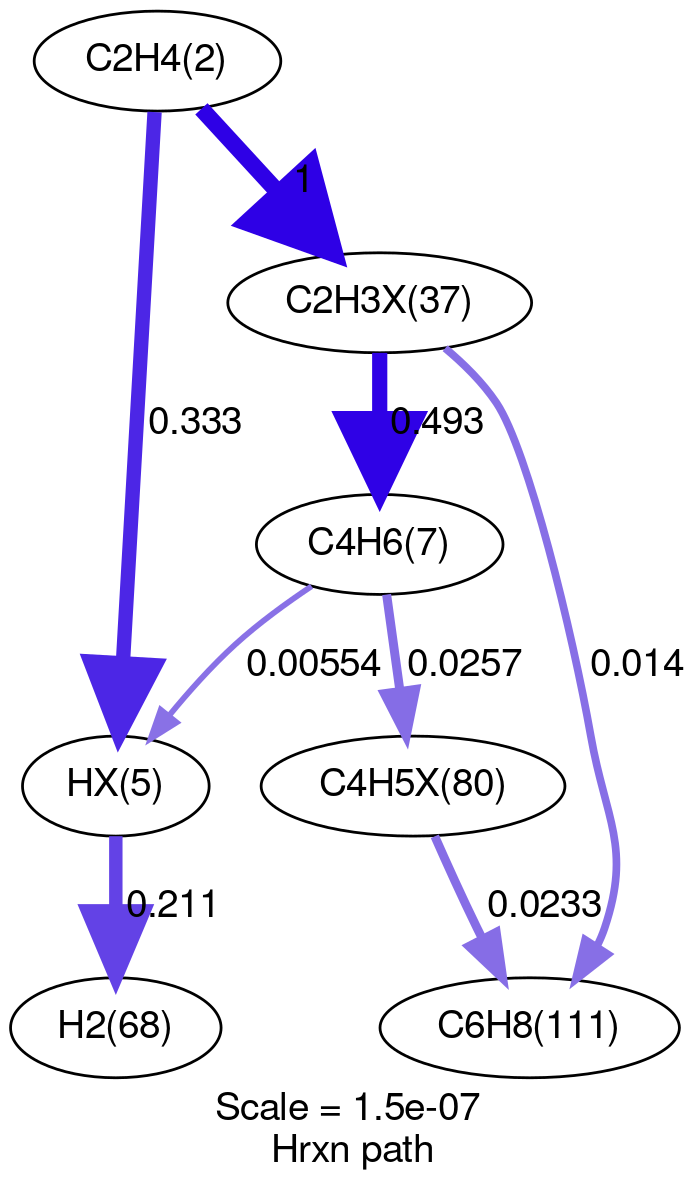 C2H4(2)
1
C2H3X(37)
0.333
0.493
C4H6(7)
0.00554
0.0257
0.014
HX(5)
C4H5X(80)
0.211
0.0233
H2(68)
C6H8(111)
Scale = 1.5e-07
Hrxn path